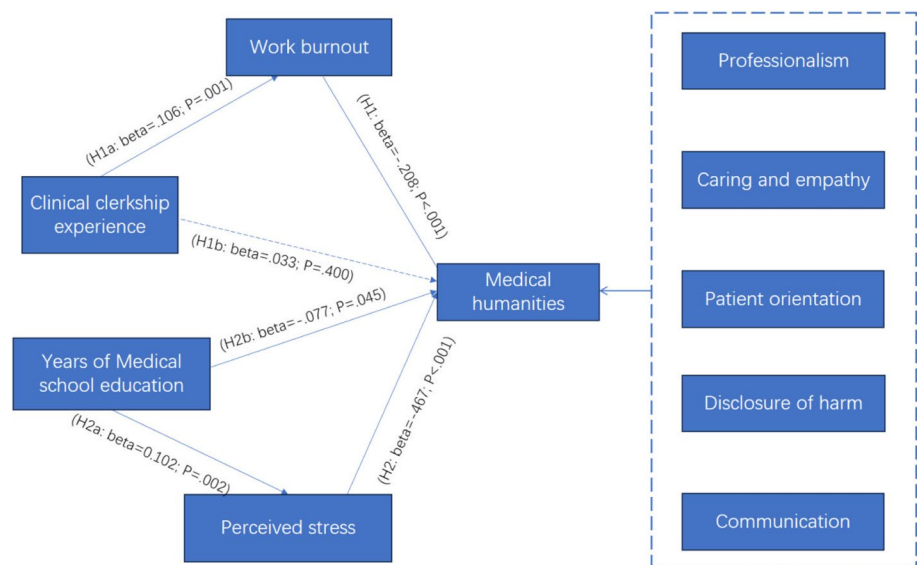 Work burnout
(H1a: beta=.106; P=.001)
(H1: beta=-.208; P<.001)
Clinical clerkship
experience
(H1b: beta=.033; P=.400)
Medical
humanities
(H2b: beta=-.077; P=.045)
Years of Medical
school education
(H2a: beta=0.102; P=.002)
(H2: beta=-467; P<.001)
Perceived stress
Professionalism
Caring and empathy
Patient orientation
Disclosure of harm
Communication